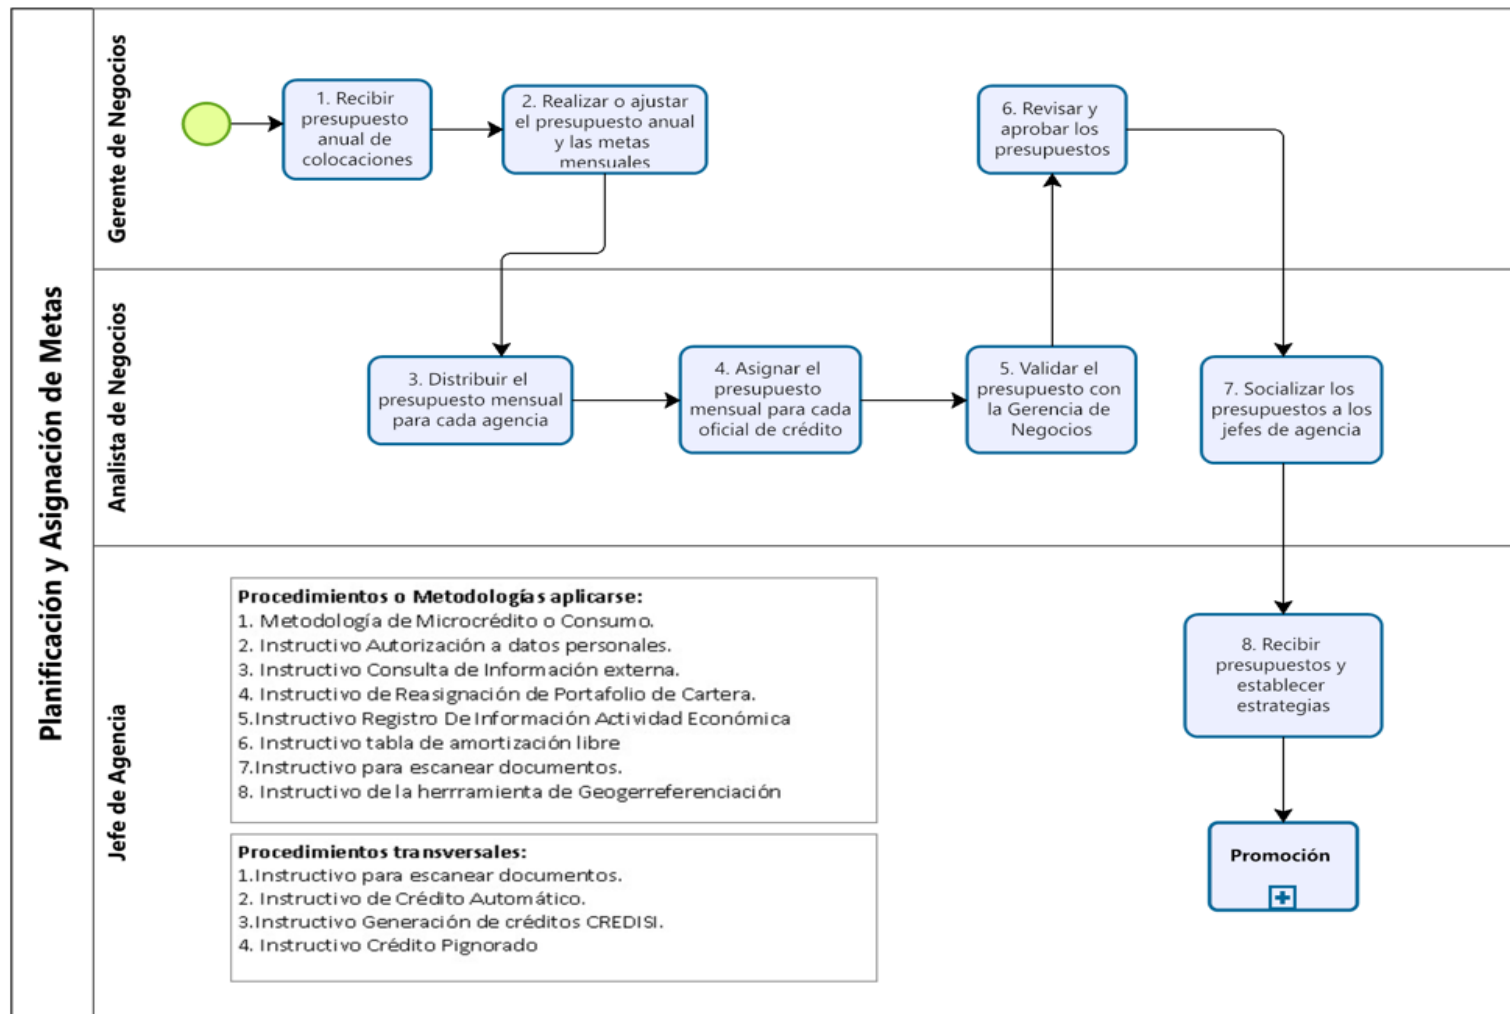 Planificación y Asignación de Metas
Gerente de Negocios
1. Recibir
presupuesto
anual de
colocaciones
2. Realizar o ajustar
el presupuesto anual
y las metas
mensuales
6. Revisar y
aprobar los
presupuestos
Analista de Negocios
3. Distribuir el
presupuesto mensual
para cada agencia
4. Asignar el
presupuesto
mensual para cada
oficial de crédito
5. Validar el
presupuesto con
la Gerencia de
Negocios
7. Socializar los
presupuestos a los
jefes de agencia
Jefe de Agencia
Procedimientos o Metodologías aplicarse:
1. Metodología de Microcrédito o Consumo.
2. Instructivo Autorización a datos personales.
3. Instructivo Consulta de Información externa.
4. Instructivo de Reasignación de Portafolio de Cartera.
5.Instructivo Registro De Información Actividad Económica
6. Instructivo tabla de amortización libre
7.Instructivo para escanear documentos.
8. Instructivo de la herrramienta de Geogerreferenciación
Procedimientos transversales:
1.Instructivo para escanear documentos.
2. Instructivo de Crédito Automático.
3.Instructivo Generación de créditos CREDISI.
4. Instructivo Crédito Pignorado
8. Recibir
presupuestos y
establecer
estrategias
Promoción